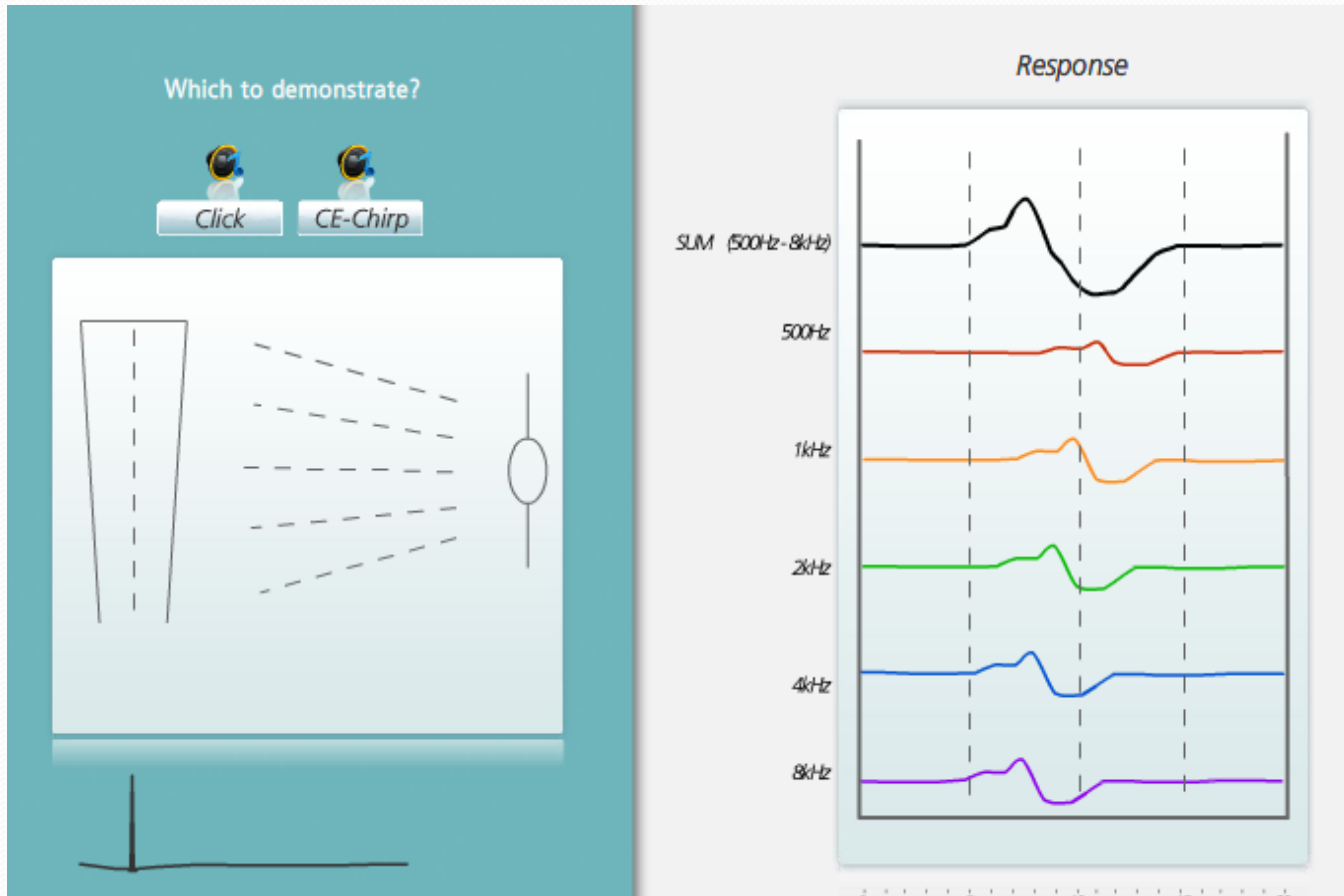 Which to demonstrate?
Click
CE-Chirp
Response
SUM (500Hz-8kHz)
500Hz
1kHz
2kHz
4kHz
8kHz